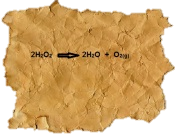 2H₂O₂ ⟹ 2H₂O + O₂(g)